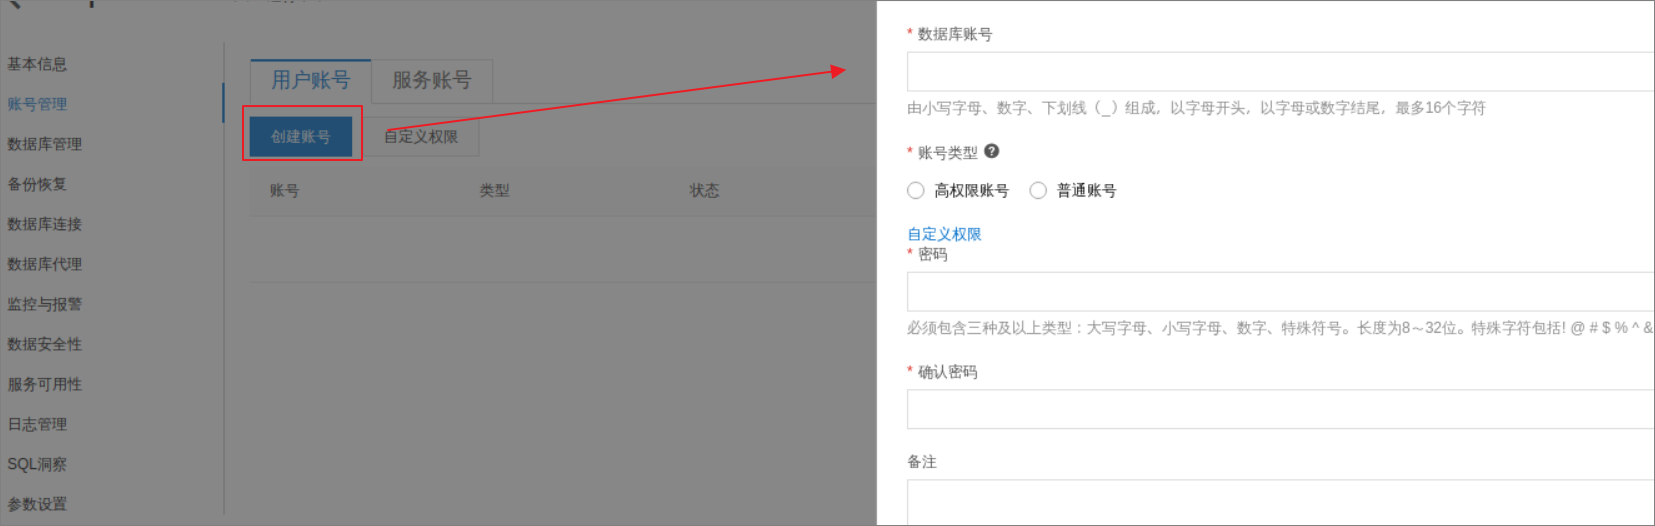 基本信息
账号管理
数据库管理
备份恢复
数据库连接
数据库代理
监控与报警
数据安全性
服务可用性
日志管理
SQL洞察
参数设置
用户账号 服务账号
创建账号 自定义权限
账号 类型 状态
* 数据库账号
由小写字母、数字、下划线（_）组成，以字母开头，以字母或数字结尾，最多16个字符
* 账号类型 ?
高权限账号 普通账号
自定义权限
* 密码
必须包含三种及以上类型：大写字母、小写字母、数字、特殊符号。长度为8～32位。特殊字符包括! @ # $ % ^ &
* 确认密码
备注